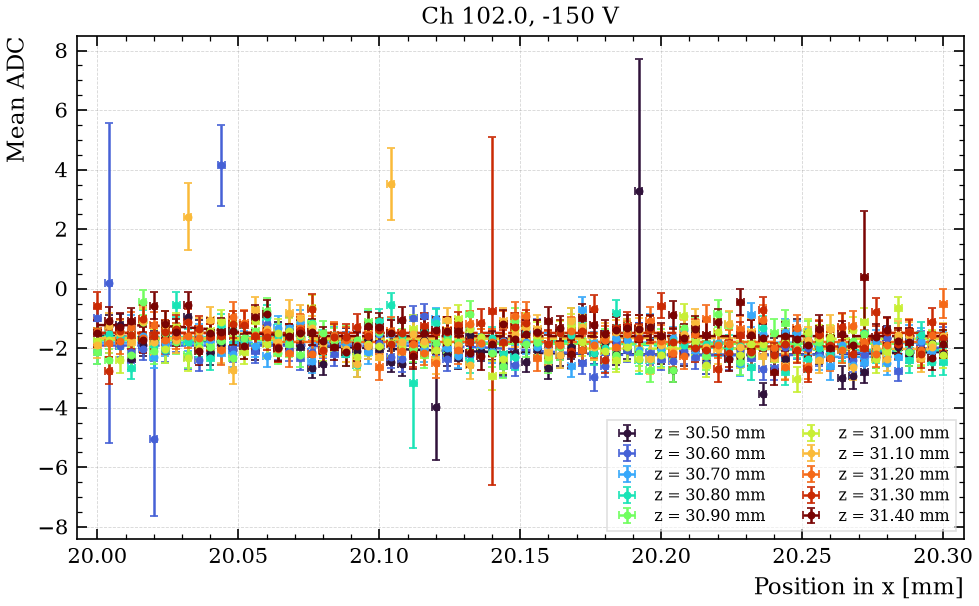 Ch 102.0, -150 V
Mean ADC
8
6
4
2
0
−2
−4
−6
−8
z = 30.50 mm
z = 30.60 mm
z = 30.70 mm
z = 30.80 mm
z = 30.90 mm
z = 31.00 mm
z = 31.10 mm
z = 31.20 mm
z = 31.30 mm
z = 31.40 mm
20.00 20.05 20.10 20.15 20.20 20.25 20.30
Position in x [mm]